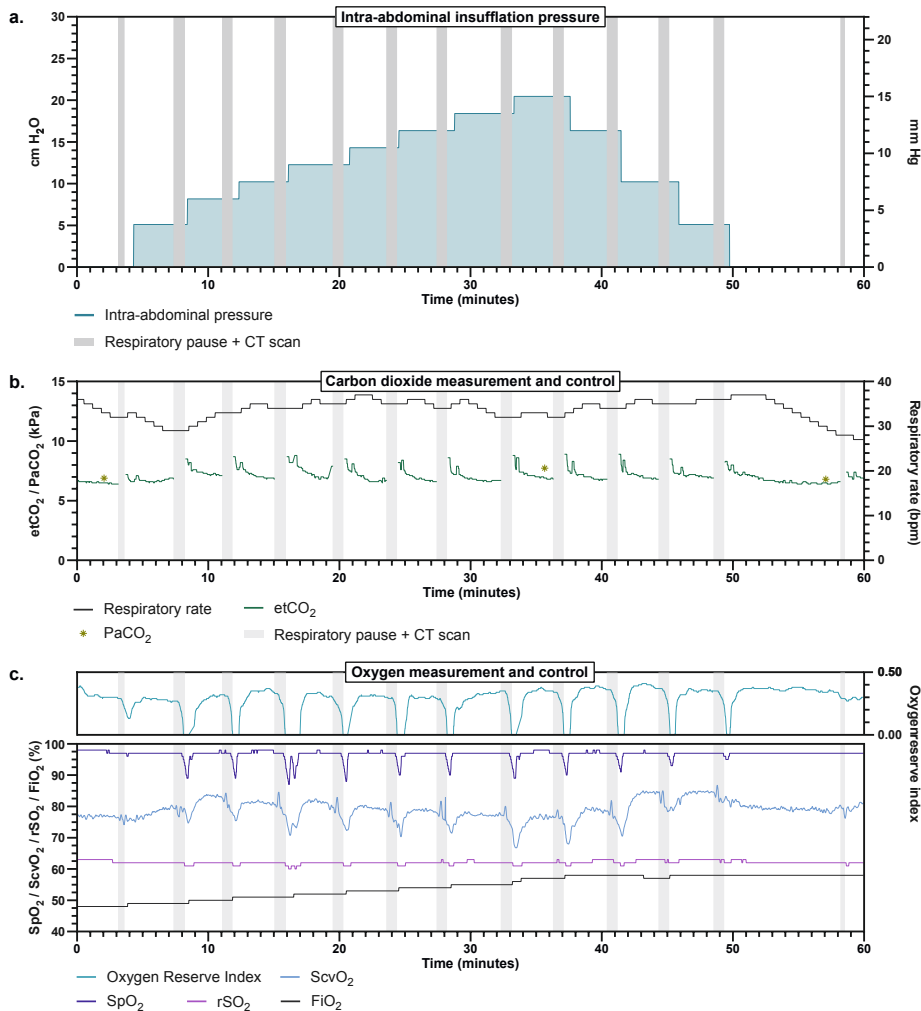 a.
Intra-abdominal insufflation pressure
30
25
20
15
10
5
0
cm H₂O
20
15
10
5
0
mm Hg
0 10 20 30 40 50 60
Time (minutes)
Intra-abdominal pressure
Respiratory pause + CT scan
b.
Carbon dioxide measurement and control
15
10
5
0
etCO₂ / PaCO₂ (kPa)
40
30
20
10
0
Respiratory rate (bpm)
0 10 20 30 40 50 60
Time (minutes)
Respiratory rate etCO₂
PaCO₂ Respiratory pause + CT scan
c.
Oxygen measurement and control
0.50
0.00
Oxygenreserve index
100
90
80
70
60
50
40
SpO₂ / ScvO₂ / rSO₂ / FiO₂ (%)
0 10 20 30 40 50 60
Time (minutes)
Oxygen Reserve Index ScvO₂
SpO₂ rSO₂ FiO₂